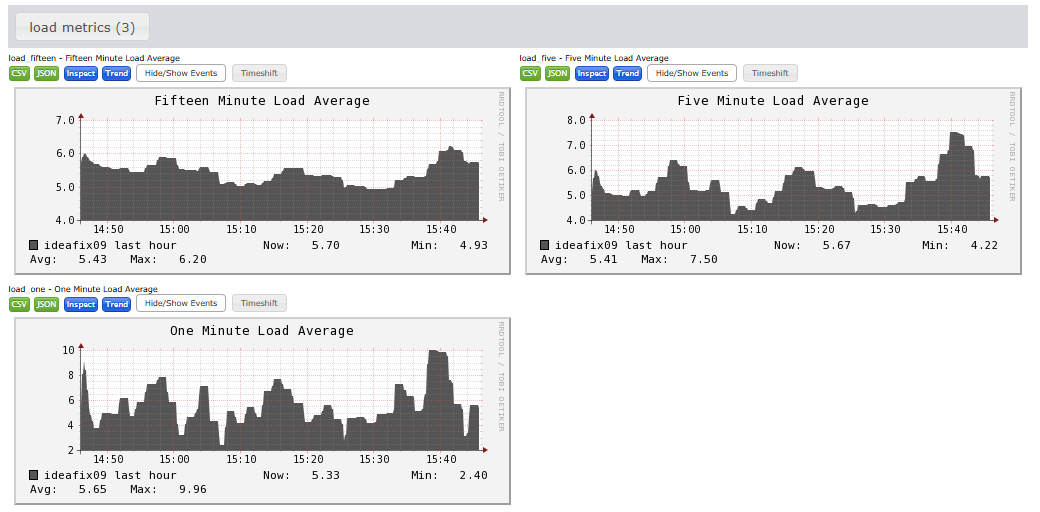 load metrics (3)
load_fifteen - Fifteen Minute Load Average
CSV JSON Inspect Trend Hide/Show Events Timeshift
Fifteen Minute Load Average
RRDTOOL / TOBI OETIKER
7.0
6.0
5.0
4.0
14:50 15:00 15:10 15:20 15:30 15:40
ideafix09 last hour Now: 5.70 Min: 4.93
Avg: 5.43 Max: 6.20
load_five - Five Minute Load Average
CSV JSON Inspect Trend Hide/Show Events Timeshift
Five Minute Load Average
RRDTOOL / TOBI OETIKER
8.0
7.0
6.0
5.0
4.0
14:50 15:00 15:10 15:20 15:30 15:40
ideafix09 last hour Now: 5.67 Min: 4.22
Avg: 5.41 Max: 7.50
load_one - One Minute Load Average
CSV JSON Inspect Trend Hide/Show Events Timeshift
One Minute Load Average
RRDTOOL / TOBI OETIKER
10
8
6
4
2
14:50 15:00 15:10 15:20 15:30 15:40
ideafix09 last hour Now: 5.33 Min: 2.40
Avg: 5.65 Max: 9.96